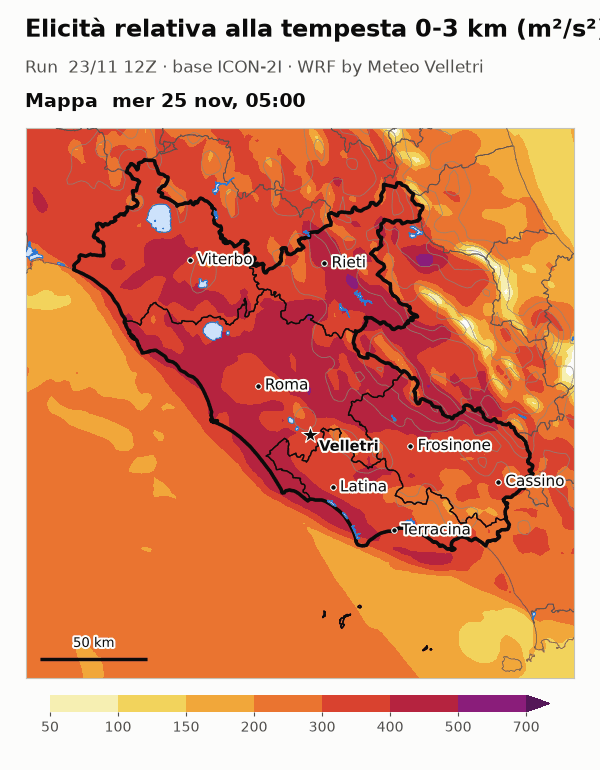 Elicità relativa alla tempesta 0-3 km (m²/s²)
Run 23/11 12Z · base ICON-2I · WRF by Meteo Velletri
Mappa mer 25 nov, 05:00
Viterbo
Rieti
Roma
Velletri
Frosinone
Cassino
Latina
Terracina
50 km
50 100 150 200 300 400 500 700